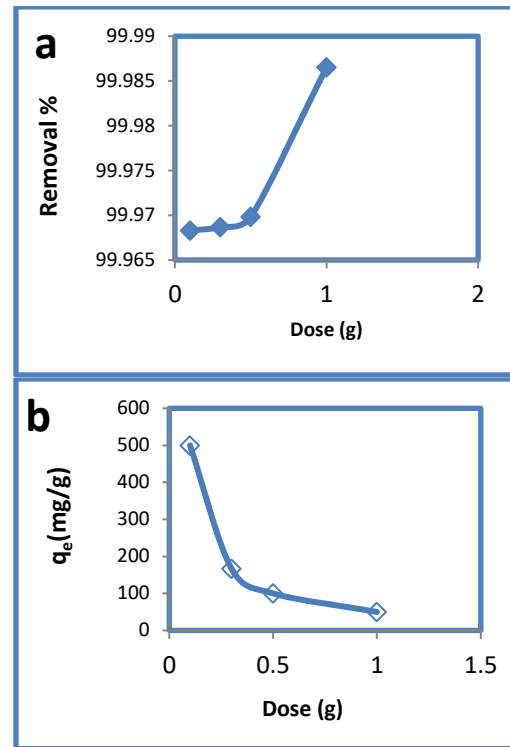 a
99.99
99.985
99.98
99.975
99.97
99.965
Removal %
0 1 2
Dose (g)
b
600
500
400
300
200
100
0
qₑ(mg/g)
0 0.5 1 1.5
Dose (g)